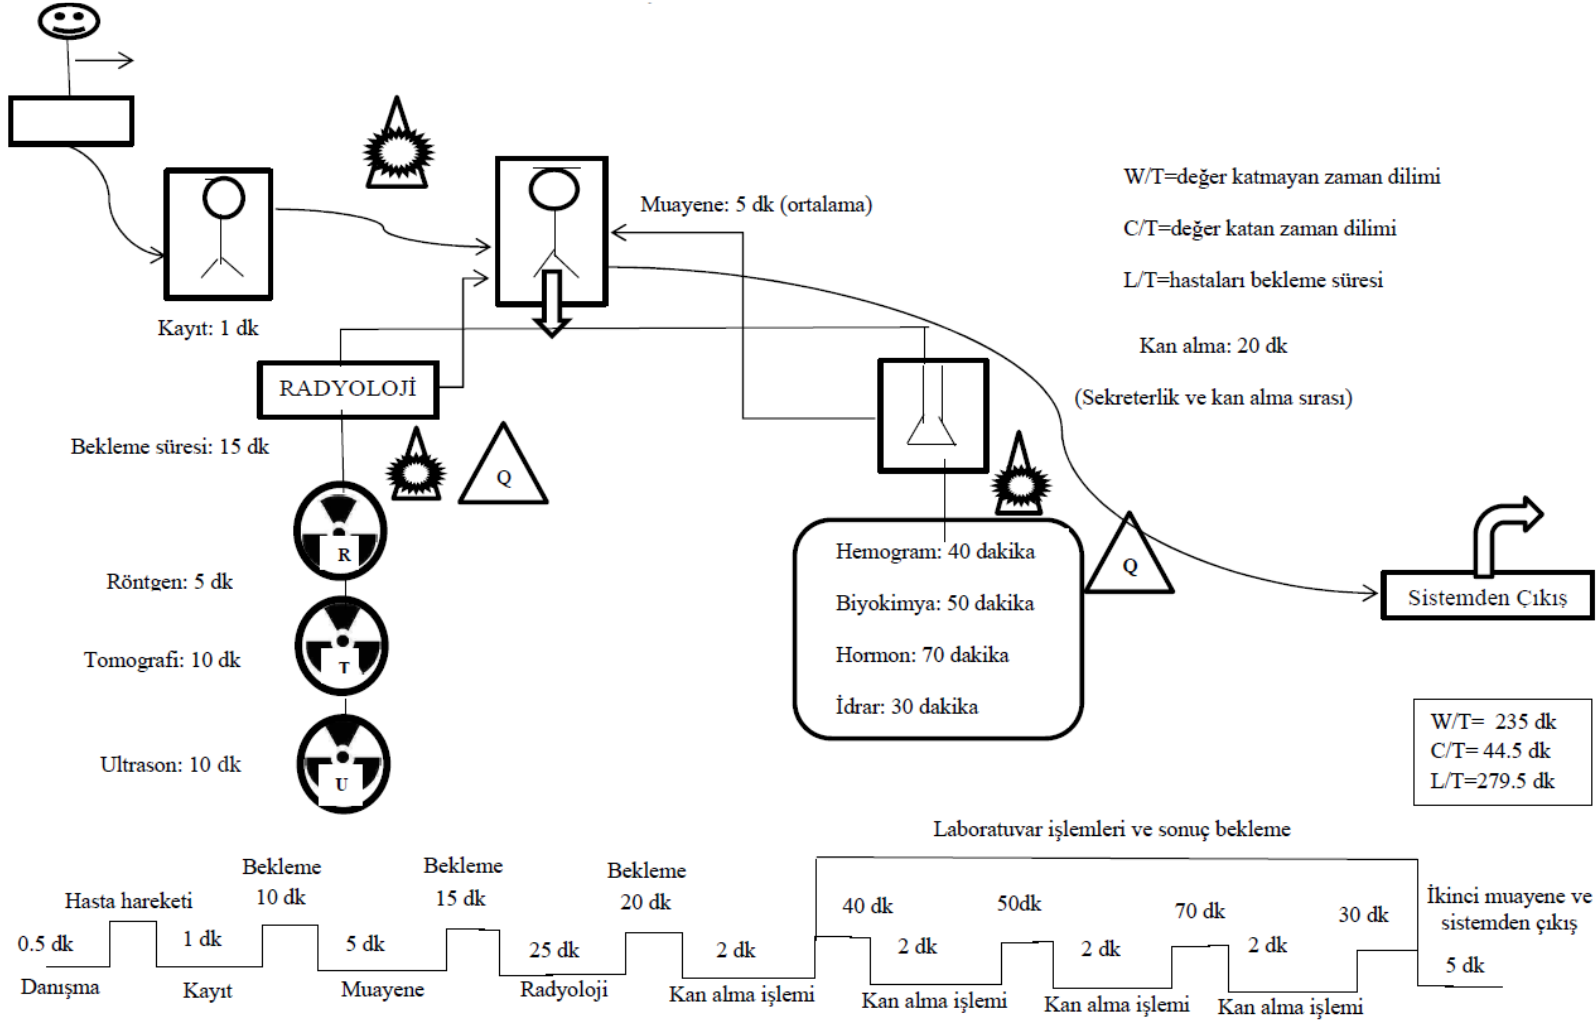 W/T=değer katmayan zaman dilimi
Muayene: 5 dk (ortalama)
C/T=değer katan zaman dilimi
L/T=hastaları bekleme süresi
Kayıt: 1 dk
Kan alma: 20 dk
(Sekreterlik ve kan alma sırası)
RADYOLOJİ
Bekleme süresi: 15 dk
Q
R
Röntgen: 5 dk
T
Tomografi: 10 dk
U
Ultrason: 10 dk
Hemogram: 40 dakika
Biyokimya: 50 dakika
Hormon: 70 dakika
İdrar: 30 dakika
Q
Sistemden Çıkış
W/T= 235 dk
C/T= 44.5 dk
L/T=279.5 dk
Laboratuvar işlemleri ve sonuç bekleme
0.5 dk
Danışma
Hasta hareketi
1 dk
Kayıt
Bekleme
10 dk
5 dk
Muayene
Bekleme
15 dk
25 dk
Radyoloji
Bekleme
20 dk
2 dk
Kan alma işlemi
40 dk
2 dk
Kan alma işlemi
50dk
2 dk
Kan alma işlemi
70 dk
2 dk
Kan alma işlemi
30 dk
İkinci muayene ve
sistemden çıkış
5 dk